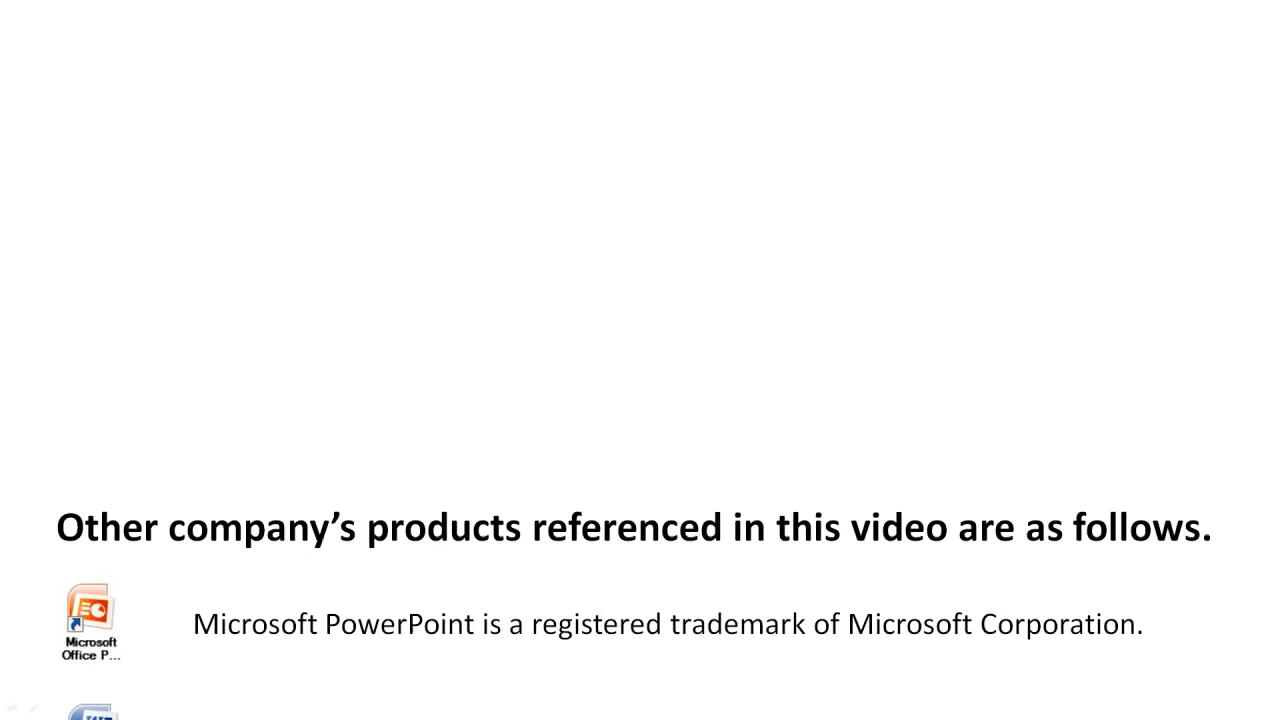 Other company’s products referenced in this video are as follows.
Microsoft PowerPoint is a registered trademark of Microsoft Corporation.
Microsoft
Office P...